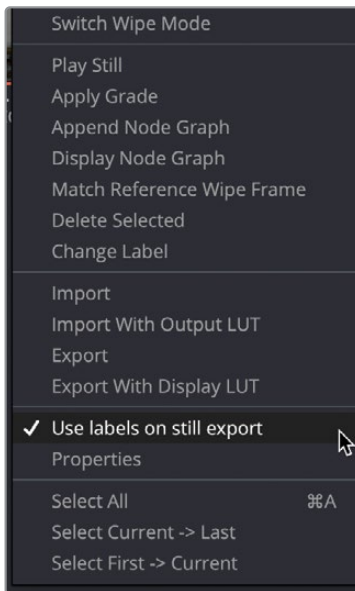 Switch Wipe Mode
Play Still
Apply Grade
Append Node Graph
Display Node Graph
Match Reference Wipe Frame
Delete Selected
Change Label
Import
Import With Output LUT
Export
Export With Display LUT
✓ Use labels on still export
Properties
Select All ⌘A
Select Current -> Last
Select First -> Current